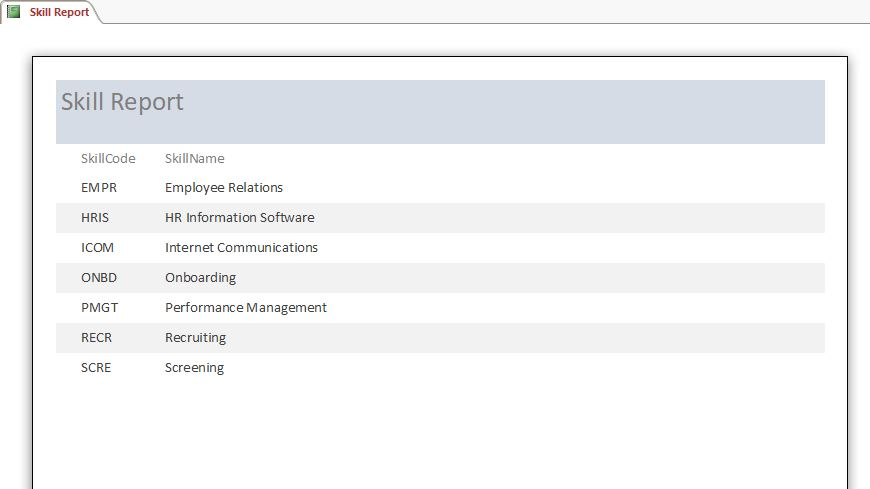 Skill Report
Skill Report
SkillCode SkillName
EMPR Employee Relations
HRIS HR Information Software
ICOM Internet Communications
ONBD Onboarding
PMGT Performance Management
RECR Recruiting
SCRE Screening